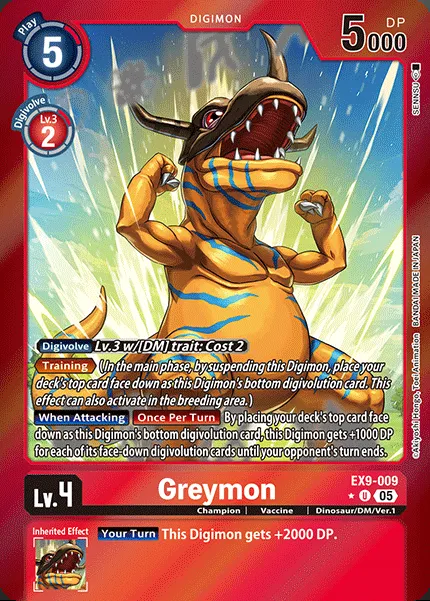 DIGIMON
Play
5
DP
5000
Digivolve
Lv.3
2
SENNSU
Digivolve Lv.3 w/[DM] trait: Cost 2
Training (In the main phase, by suspending this Digimon, place your
deck's top card face down as this Digimon's bottom digivolution card. This
effect can also activate in the breeding area.)
When Attacking Once Per Turn By placing your deck's top card face
down as this Digimon's bottom digivolution card, this Digimon gets +1000 DP
for each of its face-down digivolution cards until your opponent's turn ends.
©Akiyoshi Hongo, Toei Animation BANDAI MADE IN JAPAN
Lv.4
Greymon
EX9-009
U 05
Champion | Vaccine | Dinosaur/DM/Ver.1
Inherited Effect
Your Turn This Digimon gets +2000 DP.